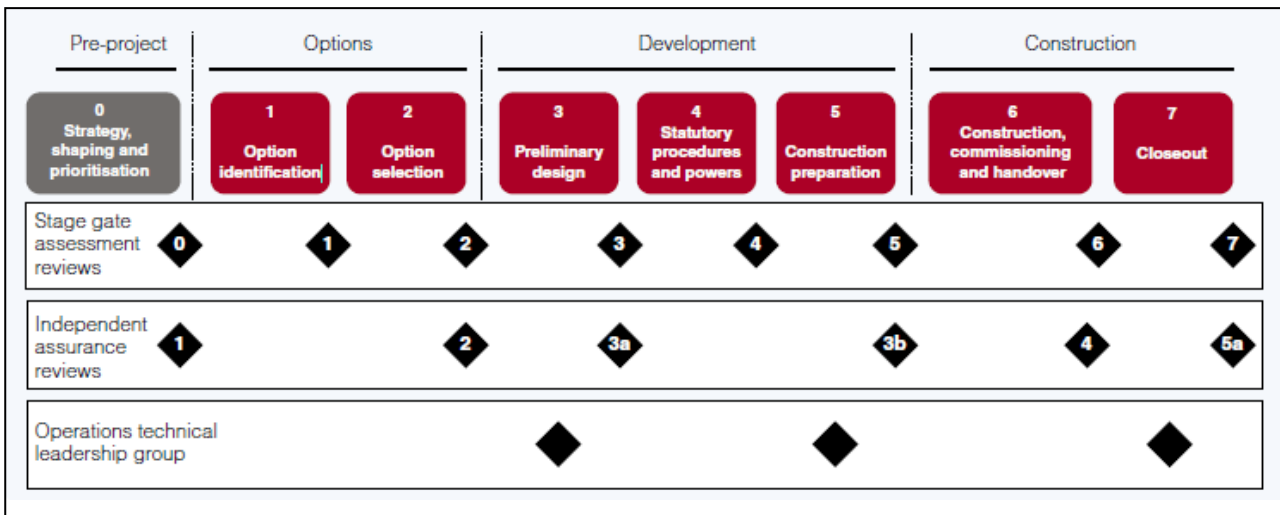 Pre-project
Options
Development
Construction
0
Strategy,
shaping and
prioritisation
1
Option
identification
2
Option
selection
3
Preliminary
design
4
Statutory
procedures
and powers
5
Construction
preparation
6
Construction,
commissioning
and handover
7
Closeout
Stage gate
assessment
reviews
0
1
2
3
4
5
6
7
Independent
assurance
reviews
1
2
3a
3b
4
5a
Operations technical
leadership group